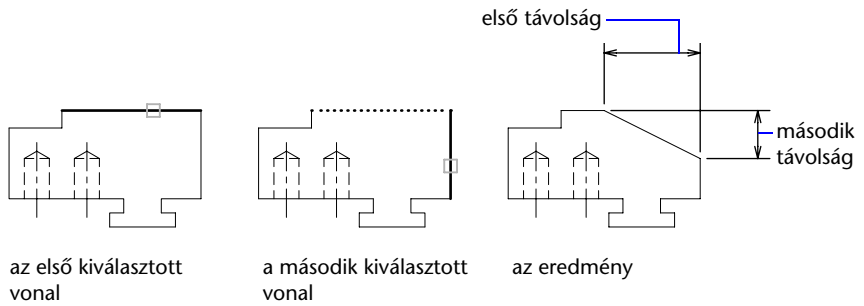 első távolság
második
távolság
az első kiválasztott
vonal
a második kiválasztott
vonal
az eredmény